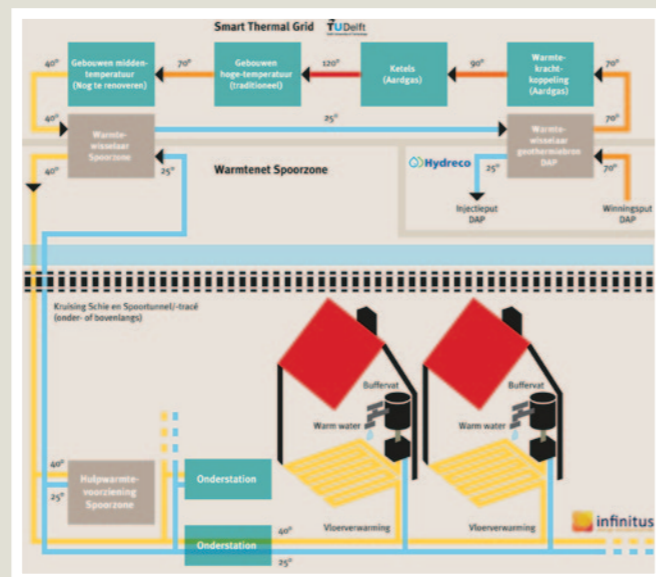 Smart Thermal Grid
TU Delft
40°
Gebouwen midden-
temperatuur
(Nog te renoveren)
70°
Gebouwen
hoge-temperatuur
(traditioneel)
120°
Ketels
(Aardgas)
90°
Warmte-
kracht-
koppeling
(Aardgas)
70°
40°
Warmte-
wisselaar
Spoorzone
25°
Warmte-
wisselaar
geothermiebron
DAP
70°
40°
25°
Warmtenet Spoorzone
Hydreco
25°
70°
Injectieput
DAP
Winningsput
DAP
Kruising Schie en Spoortunnel/-tracé
(onder- of bovenlangs)
Buffervat
Warm water
Vloerverwarming
Buffervat
Warm water
Vloerverwarming
40°
25°
Hulpwarmte-
voorziening
Spoorzone
Onderstation
Onderstation
40°
25°
infinitus